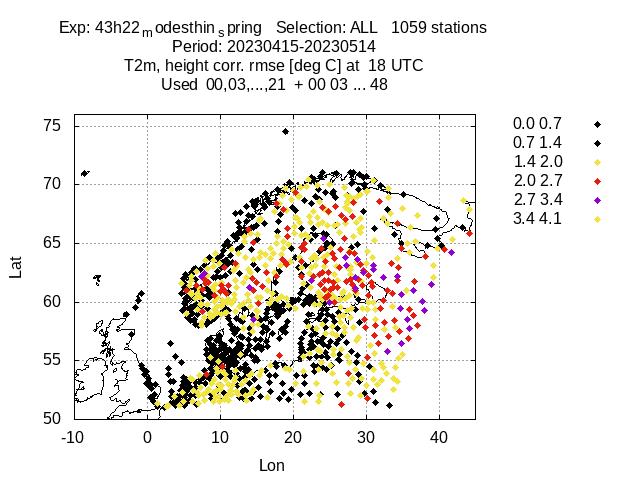 Exp: 43h22modesthinspring Selection: ALL 1059 stations
Period: 20230415-20230514
T2m, height corr. rmse [deg C] at 18 UTC
Used 00,03,...,21 + 00 03 ... 48
0.0 0.7
0.7 1.4
1.4 2.0
2.0 2.7
2.7 3.4
3.4 4.1
75
70
65
60
55
50
Lat
-10 0 10 20 30 40
Lon